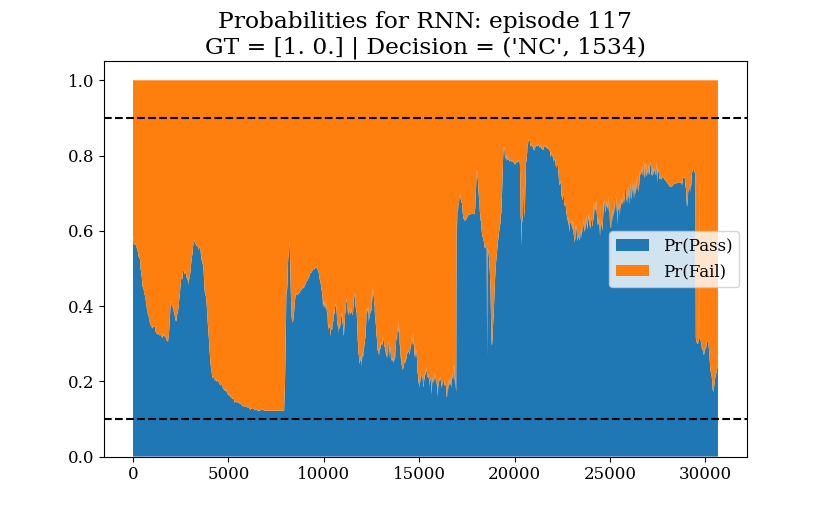 Probabilities for RNN: episode 117
GT = [1. 0.] | Decision = ('NC', 1534)
1.0
0.8
0.6
0.4
0.2
0.0
Pr(Pass)
Pr(Fail)
0 5000 10000 15000 20000 25000 30000